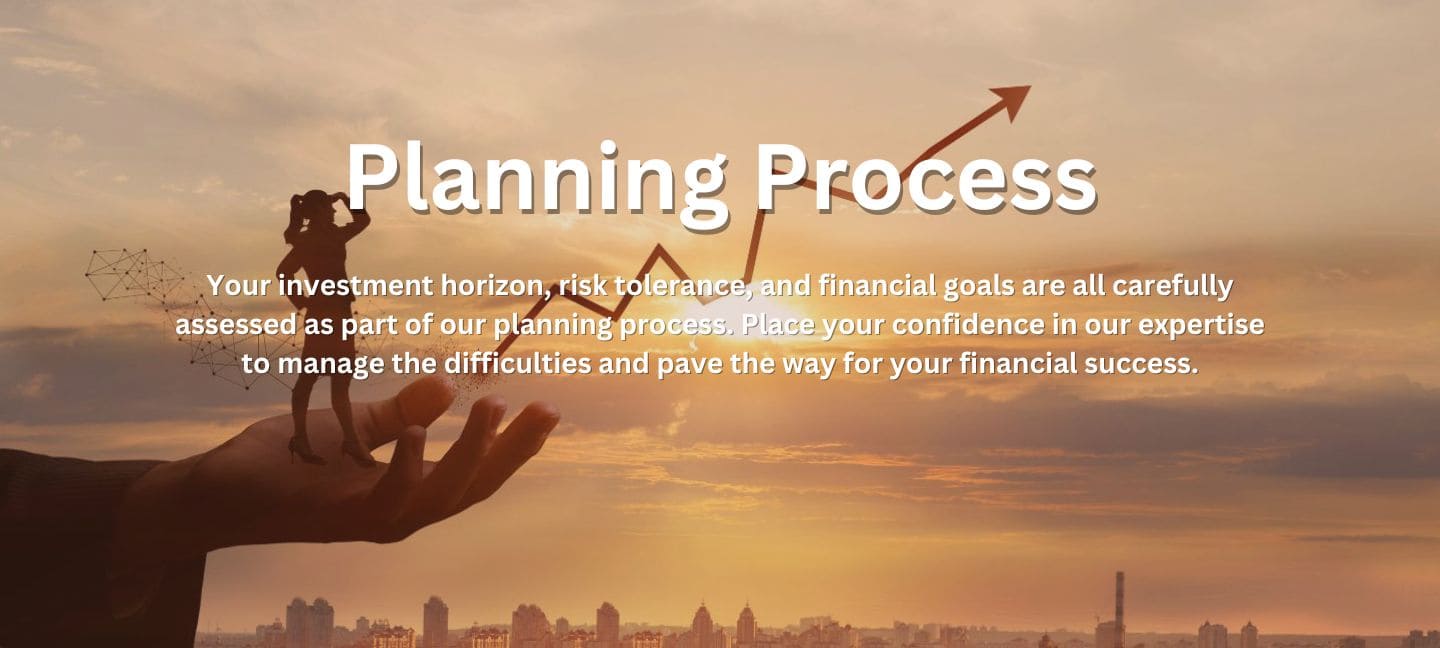 Planning Process
Your investment horizon, risk tolerance, and financial goals are all carefully
assessed as part of our planning process. Place your confidence in our expertise
to manage the difficulties and pave the way for your financial success.